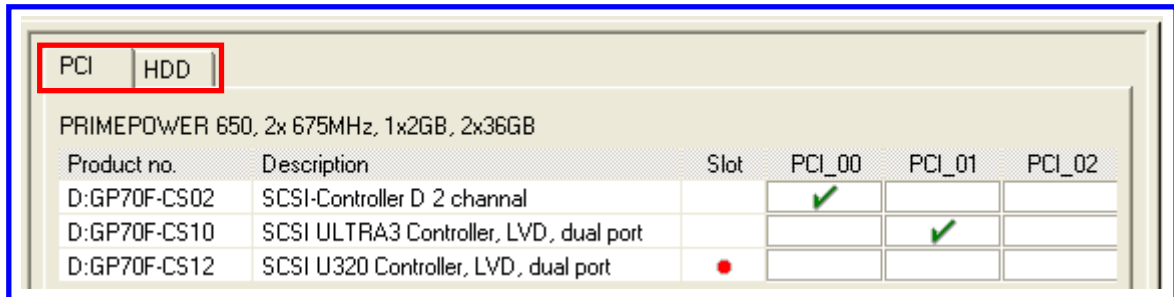 PCI HDD
PRIMEPOWER 650, 2x 675MHz, 1x2GB, 2x36GB
Product no. Description Slot PCI_00 PCI_01 PCI_02
D:GP70F-CS02 SCSI-Controller D 2 channal
D:GP70F-CS10 SCSI ULTRA3 Controller, LVD, dual port
D:GP70F-CS12 SCSI U320 Controller, LVD, dual port